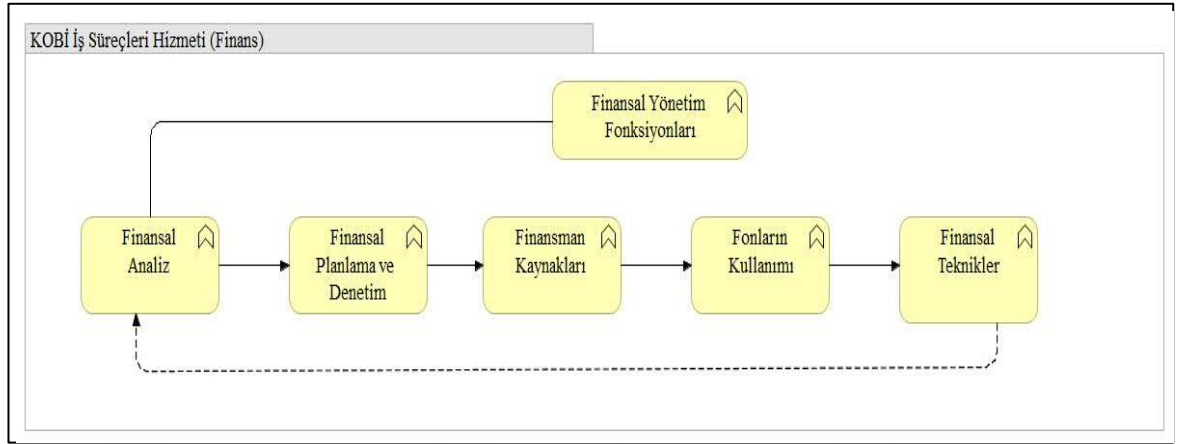 KOBİ İş Süreçleri Hizmeti (Finans)
Finansal Yönetim
Fonksiyonları
Finansal
Analiz
Finansal
Planlama ve
Denetim
Finansman
Kaynakları
Fonların
Kullanımı
Finansal
Teknikler